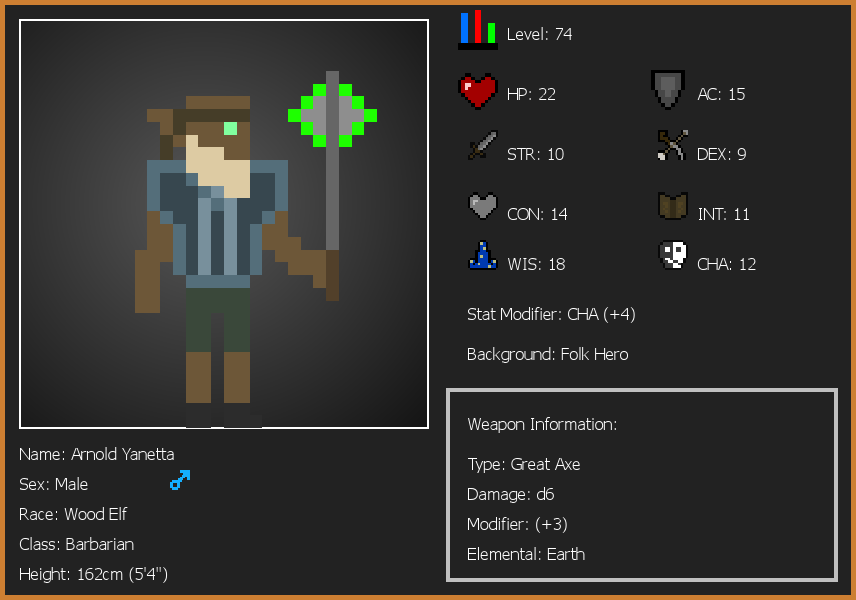 Level: 74
HP: 22
AC: 15
STR: 10
DEX: 9
CON: 14
INT: 11
WIS: 18
CHA: 12
Stat Modifier: CHA (+4)
Background: Folk Hero
Weapon Information:
Type: Great Axe
Damage: d6
Modifier: (+3)
Elemental: Earth
Name: Arnold Yanetta
Sex: Male
Race: Wood Elf
Class: Barbarian
Height: 162cm (5'4")